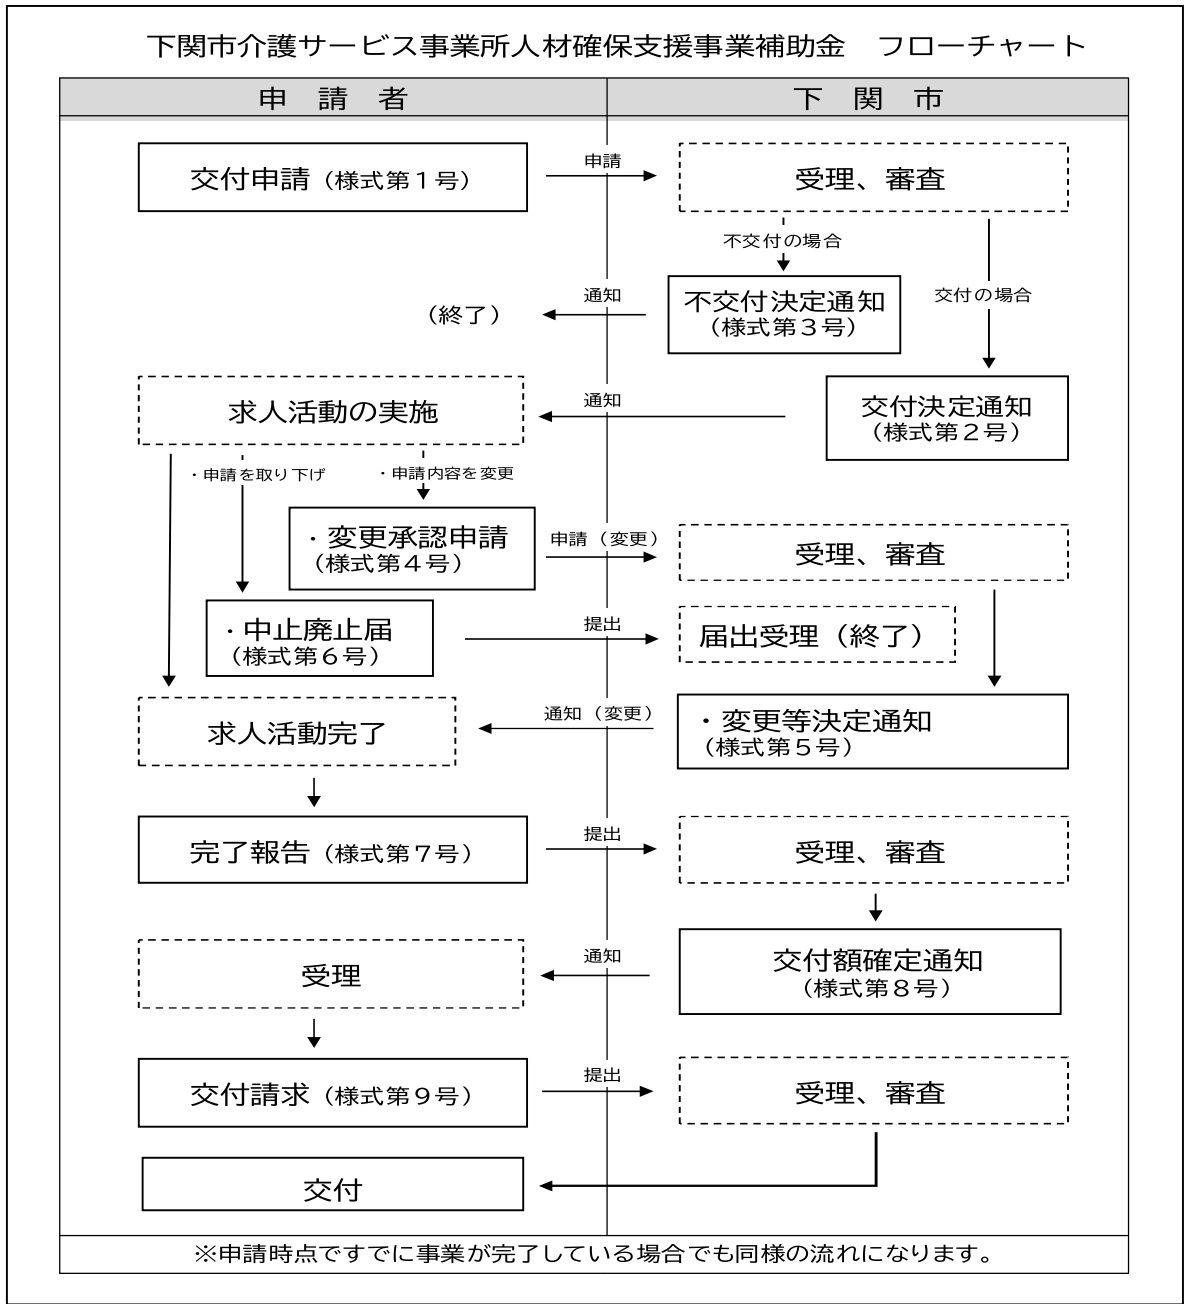 下関市介護サービス事業所人材確保支援事業補助金　フローチャート
申　請　者
下　関　市
交付申請（様式第１号）
申請
受理、審査
不交付の場合
交付の場合
不交付決定通知
（様式第３号）
通知
（終了）
交付決定通知
（様式第２号）
通知
求人活動の実施
・申請を取り下げ
・申請内容を変更
・変更承認申請
（様式第４号）
申請（変更）
受理、審査
・中止廃止届
（様式第６号）
提出
届出受理（終了）
・変更等決定通知
（様式第５号）
通知（変更）
求人活動完了
完了報告（様式第７号）
提出
受理、審査
交付額確定通知
（様式第８号）
通知
受理
交付請求（様式第９号）
提出
受理、審査
交付
※申請時点ですでに事業が完了している場合でも同様の流れになります。